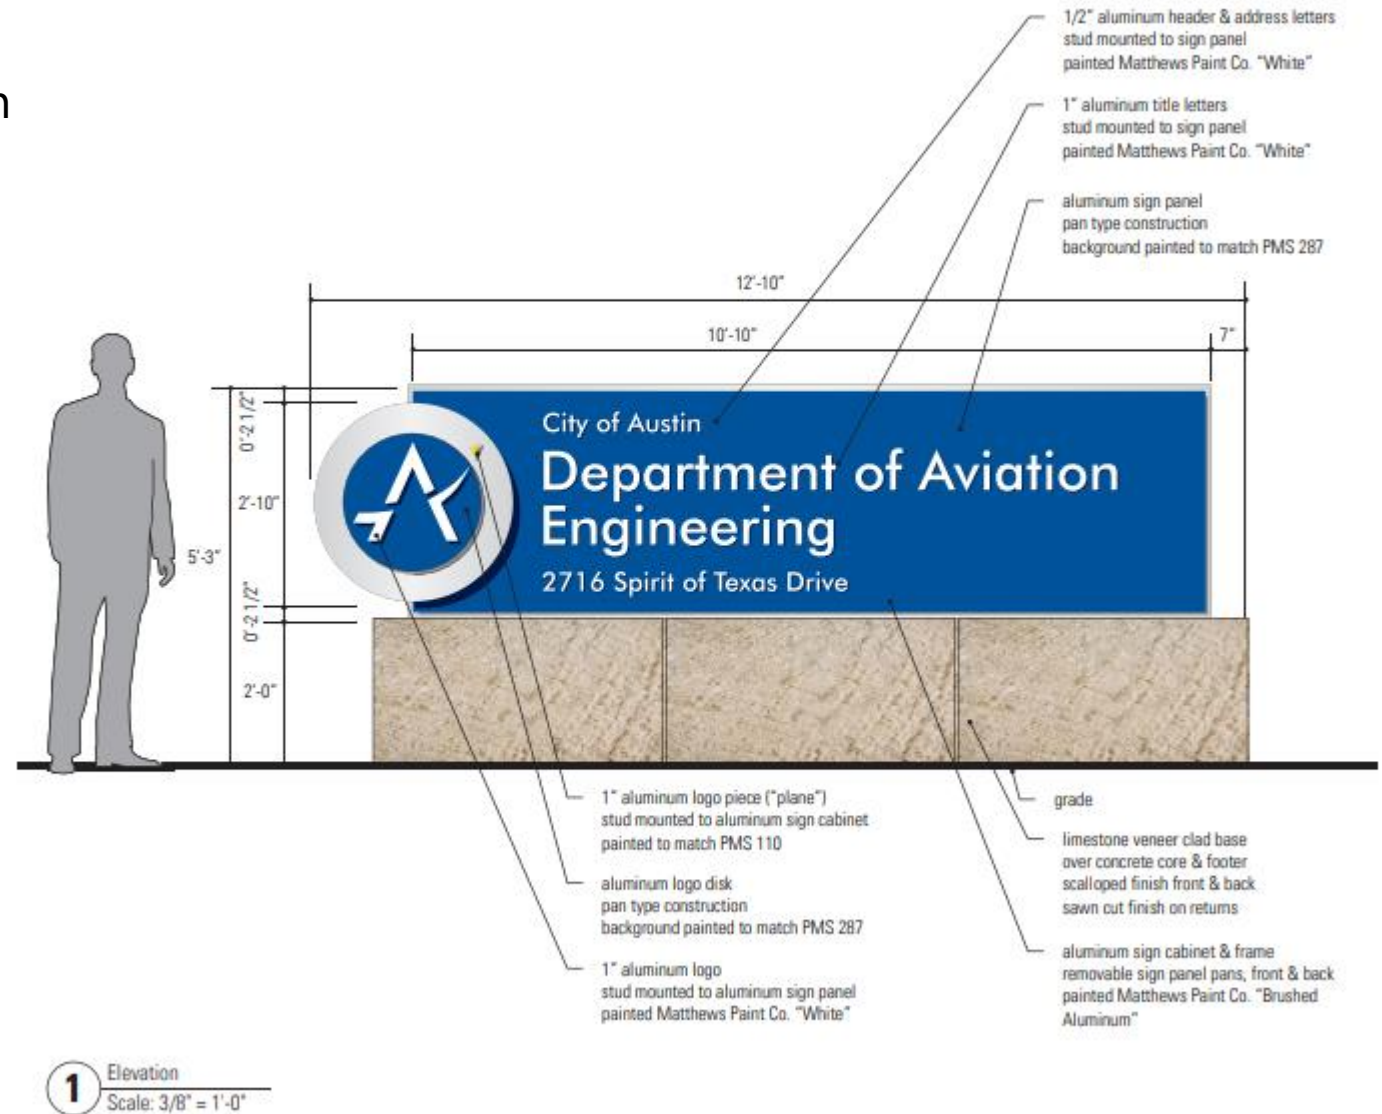 n
1/2" aluminum header & address letters
stud mounted to sign panel
painted Matthews Paint Co. "White"
1" aluminum title letters
stud mounted to sign panel
painted Matthews Paint Co. "White"
aluminum sign panel
pan type construction
background painted to match PMS 287
12'-10"
10'-10"
7"
0'-2 1/2"
2'-10"
5'-3"
0'-2 1/2"
2'-0"
City of Austin
Department of Aviation
Engineering
2716 Spirit of Texas Drive
1" aluminum logo piece ("plane")
stud mounted to aluminum sign cabinet
painted to match PMS 110
aluminum logo disk
pan type construction
background painted to match PMS 287
1" aluminum logo
stud mounted to aluminum sign panel
painted Matthews Paint Co. "White"
grade
limestone veneer clad base
over concrete core & footer
scalloped finish front & back
sawn cut finish on returns
aluminum sign cabinet & frame
removable sign panel pans, front & back
painted Matthews Paint Co. "Brushed
Aluminum"
1
Elevation
Scale: 3/8" = 1'-0"